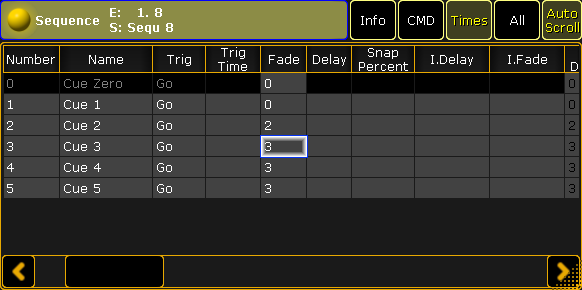 Sequence E: 1. 8
S: Sequ 8
Info CMD Times All Auto Scroll
Number Name Trig Trig Time Fade Delay Snap Percent I.Delay I.Fade D
0 Cue Zero Go 0 0
1 Cue 1 Go 0 0
2 Cue 2 Go 2 2
3 Cue 3 Go 3 3
4 Cue 4 Go 3 3
5 Cue 5 Go 3 3